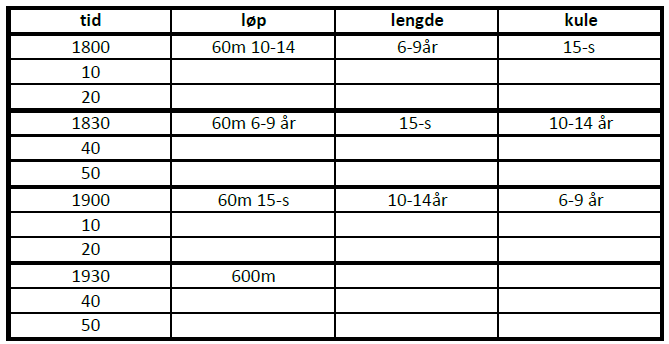 tid løp lengde kule
1800 60m 10-14 6-9år 15-s
10
20
1830 60m 6-9 år 15-s 10-14 år
40
50
1900 60m 15-s 10-14år 6-9 år
10
20
1930 600m
40
50